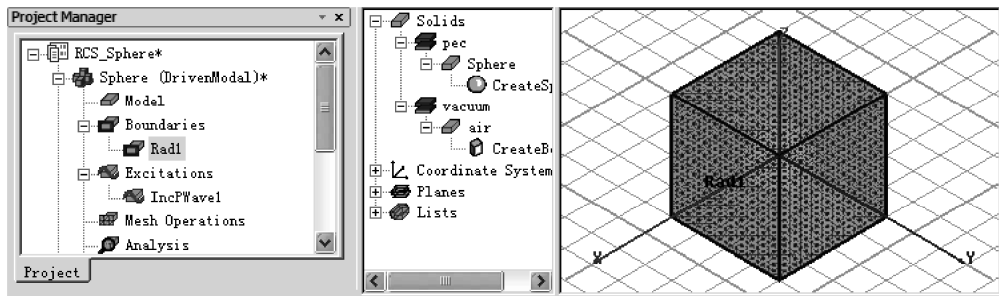 Project Manager
RCS_Sphere*
Sphere (DrivenModal)*
Model
Boundaries
Rad1
Excitations
IncPWave1
Mesh Operations
Analysis
Project
Solids
pec
Sphere
CreateSp
vacuum
air
CreateBo
Coordinate System
Planes
Lists
Z
Rad1
X
Y